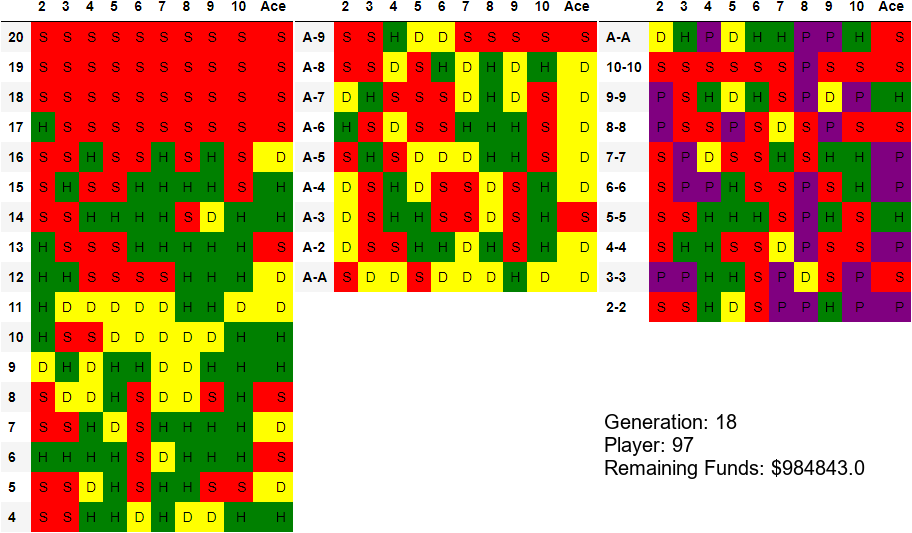 2 3 4 5 6 7 8 9 10 Ace 2 3 4 5 6 7 8 9 10 Ace 2 3 4 5 6 7 8 9 10 Ace
20 S S S S S S S S S S A-9 S S H D D S S S S S A-A D H P D H H P P H S
19 S S S S S S S S S S A-8 S S D S H D H D H D 10-10 S S S S S S P S S S
18 S S S S S S S S S S A-7 D H S S S D H D S D 9-9 P S H D H S P D P H
17 H S S S S S S S S S A-6 H S D S S H H H S D 8-8 P S S P S D S P S S
16 S S H S S H S H S D A-5 S H S D D D H H S D 7-7 S P D S S H S H H P
15 S H S S H H H H S H A-4 D S H D S S D S H D 6-6 S P P H S S P S H P
14 S S H H H H S D H H A-3 D S H H S S D S H S 5-5 S S H H H S P H S H
13 H S S S H H H H H S A-2 D S S H H D H S H D 4-4 S H H S S D P S S P
12 H H S S S S H H H D A-A S D D S D D D H D D 3-3 P P H H S P D S P S
11 H D D D D D H H D D 2-2 S S H D S P P H P P
10 H S S D D D D D H H
9 D H D H H D D H H H
8 S D D H S D D S H S
7 S S H D S H H H H D
6 H H H H S D H H H S
5 S S D H S H H S S D
4 S S H H D H D D H H
Generation: 18
Player: 97
Remaining Funds: $984843.0